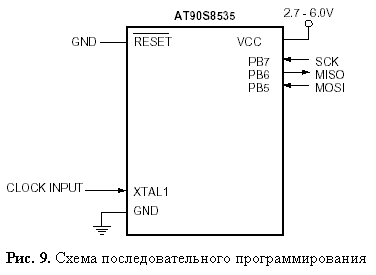 AT90S8535
2.7 - 6.0V
GND RESET VCC
PB7 SCK
PB6 MISO
PB5 MOSI
CLOCK INPUT XTAL1
GND
Рис. 9. Схема последовательного программирования